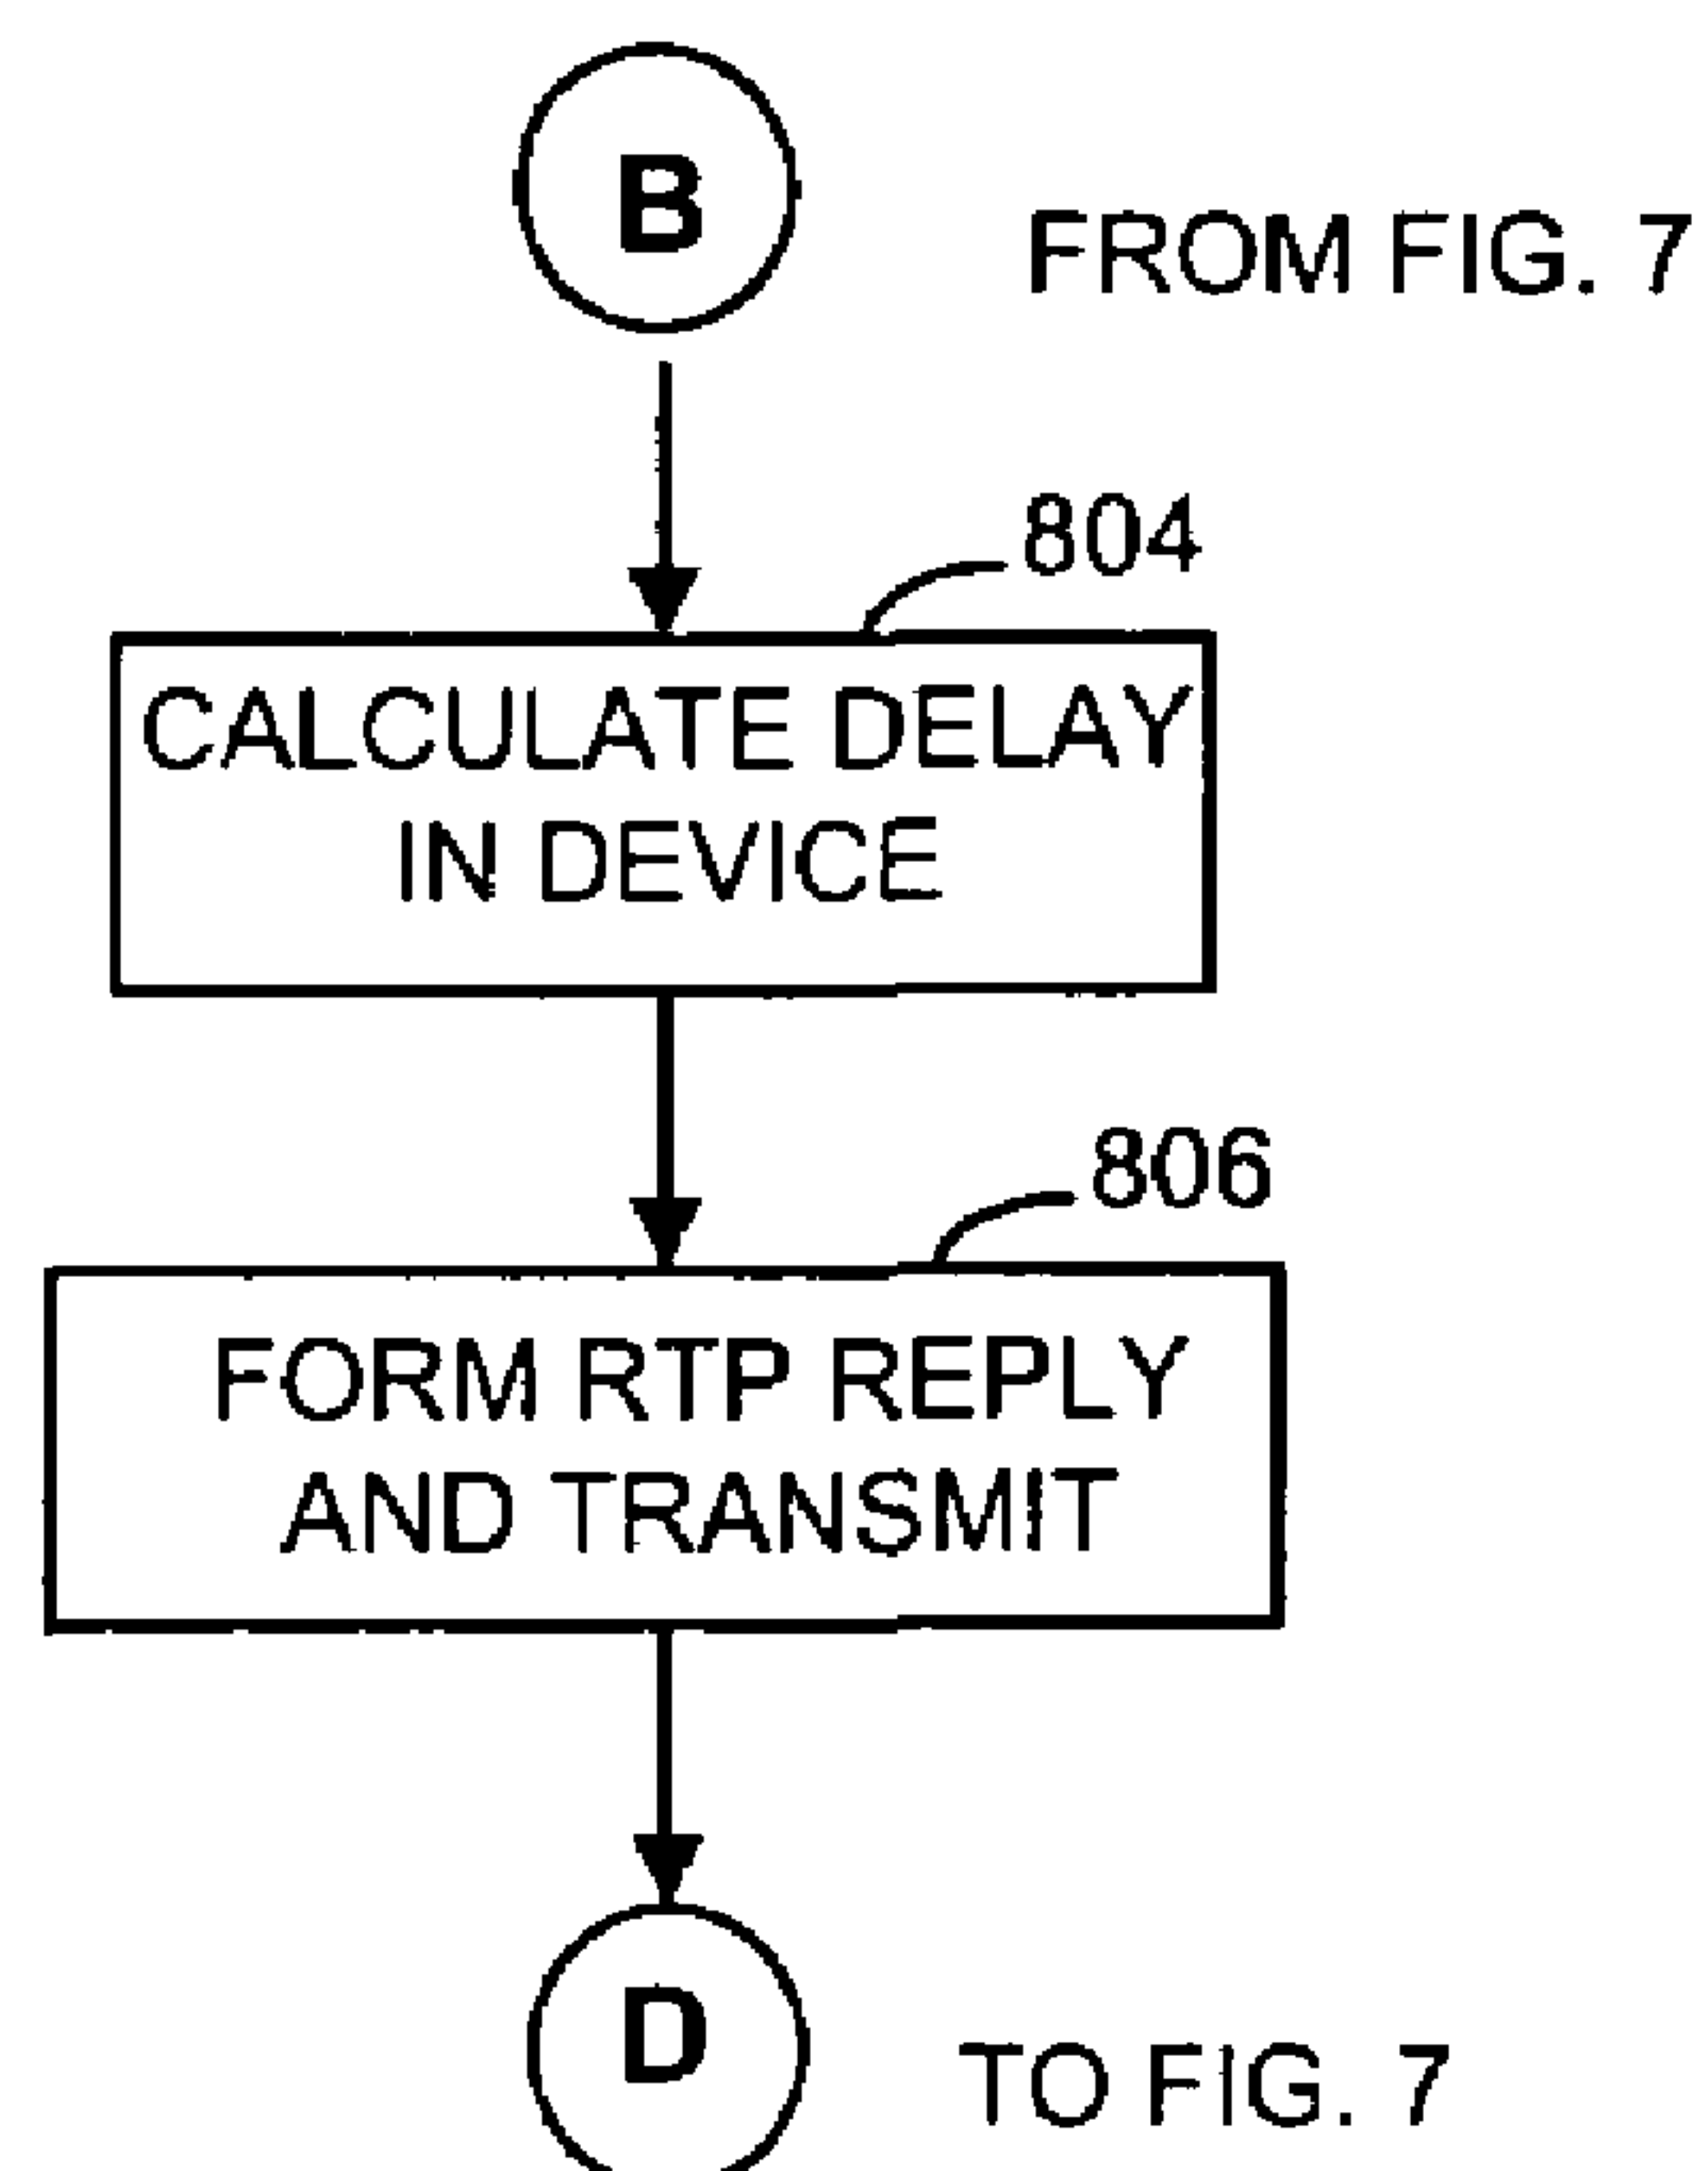 B
FROM FIG. 7
804
CALCULATE DELAY
IN DEVICE
806
FORM RTP REPLY
AND TRANSMIT
D
TO FIG. 7